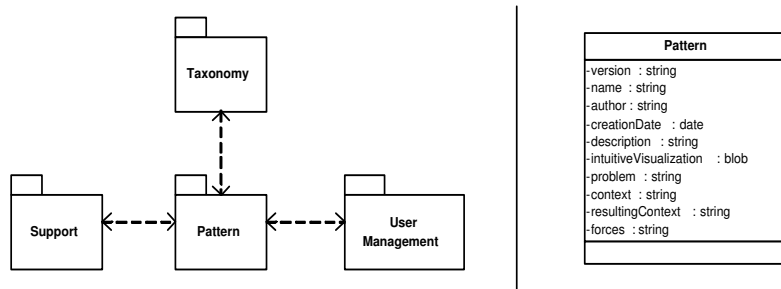 Taxonomy
Support
Pattern
User
Management
Pattern
-version : string
-name : string
-author : string
-creationDate : date
-description : string
-intuitiveVisualization : blob
-problem : string
-context : string
-resultingContext : string
-forces : string